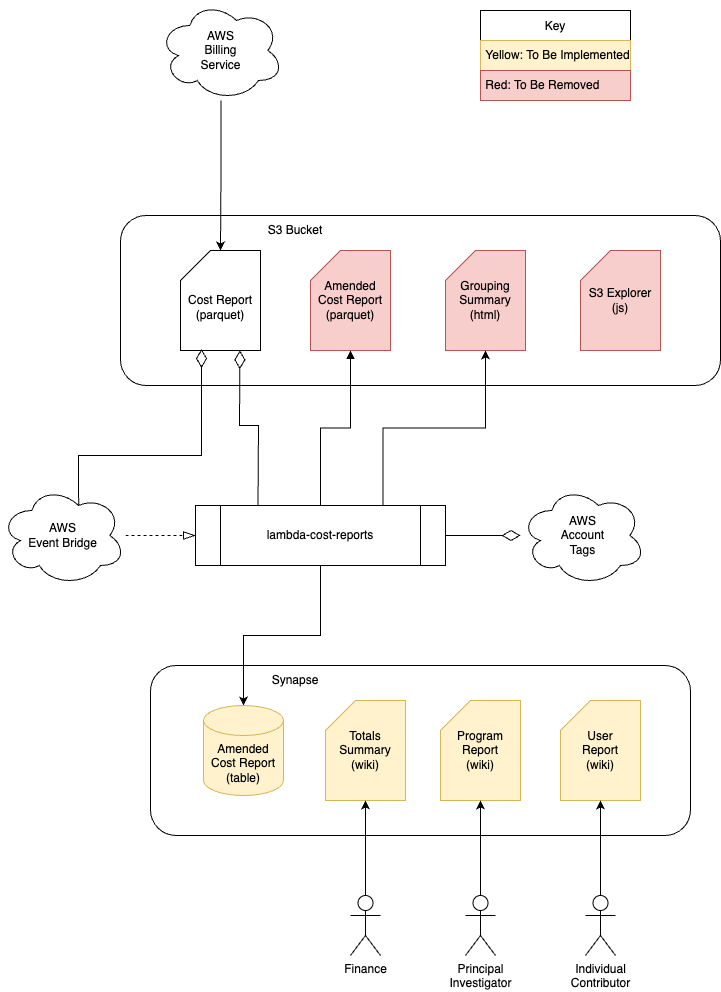 AWS
Billing
Service
Key
Yellow: To Be Implemented
Red: To Be Removed
S3 Bucket
Cost Report
(parquet)
Amended
Cost Report
(parquet)
Grouping
Summary
(html)
S3 Explorer
(js)
AWS
Event Bridge
lambda-cost-reports
AWS
Account
Tags
Synapse
Amended
Cost Report
(table)
Totals
Summary
(wiki)
Program
Report
(wiki)
User
Report
(wiki)
Finance
Principal
Investigator
Individual
Contributor